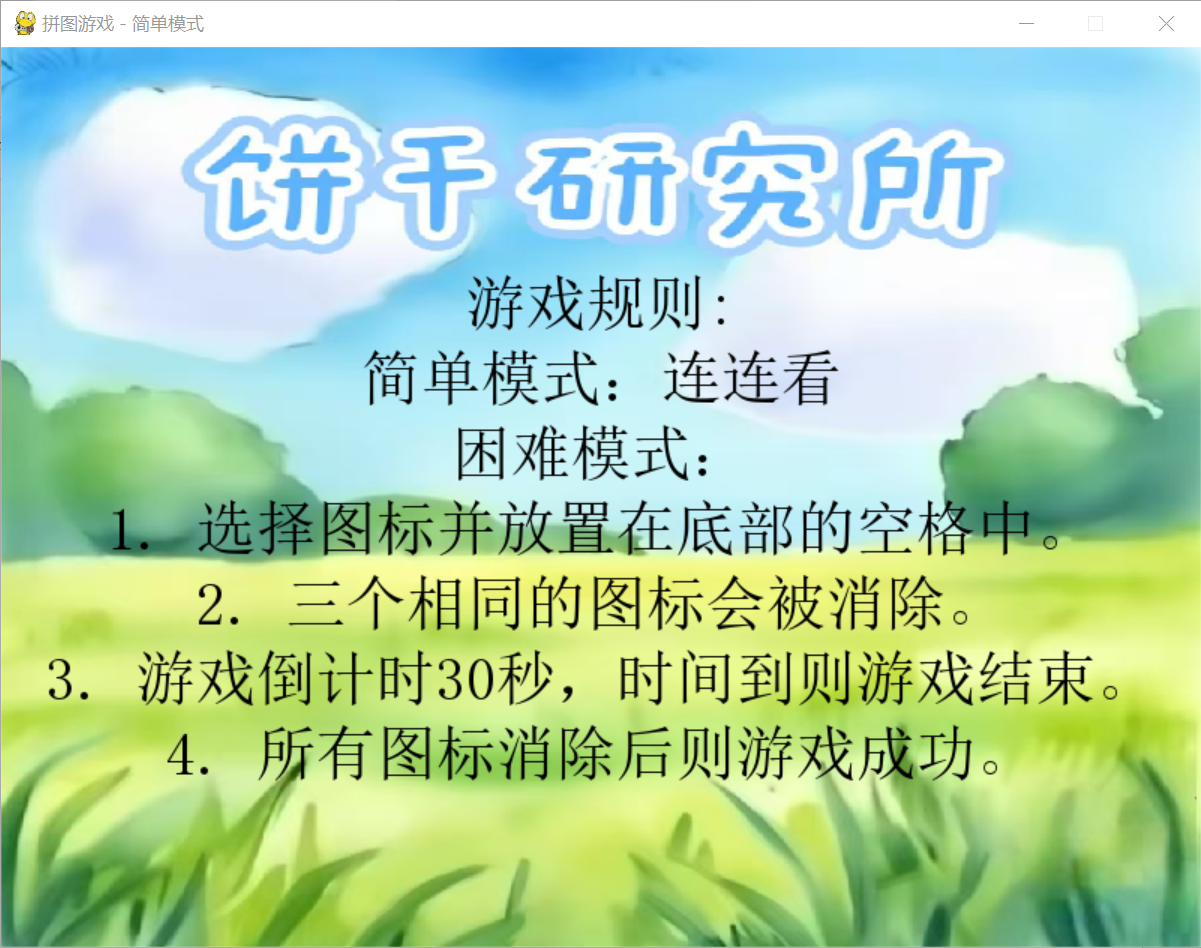 拼图游戏 - 简单模式
饼干研究所
游戏规则:
简单模式：连连看
困难模式：
1. 选择图标并放置在底部的空格中。
2. 三个相同的图标会被消除。
3. 游戏倒计时30秒，时间到则游戏结束。
4. 所有图标消除后则游戏成功。